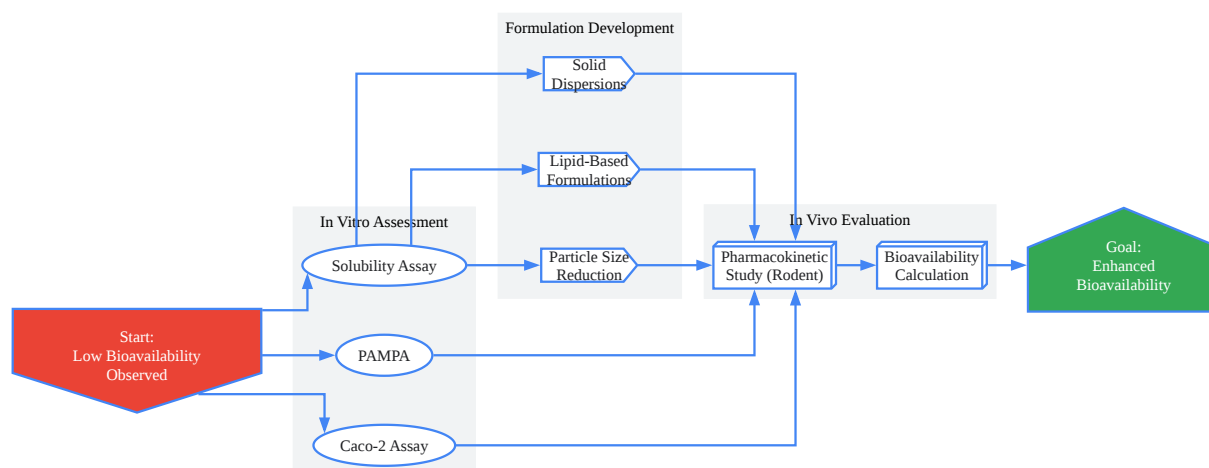 Formulation Development
Solid
Dispersions
Lipid-Based
Formulations
In Vitro Assessment
In Vivo Evaluation
Solubility Assay
Particle Size
Reduction
Pharmacokinetic
Study (Rodent)
Bioavailability
Calculation
Goal:
Enhanced
Bioavailability
Start:
Low Bioavailability
Observed
PAMPA
Caco-2 Assay